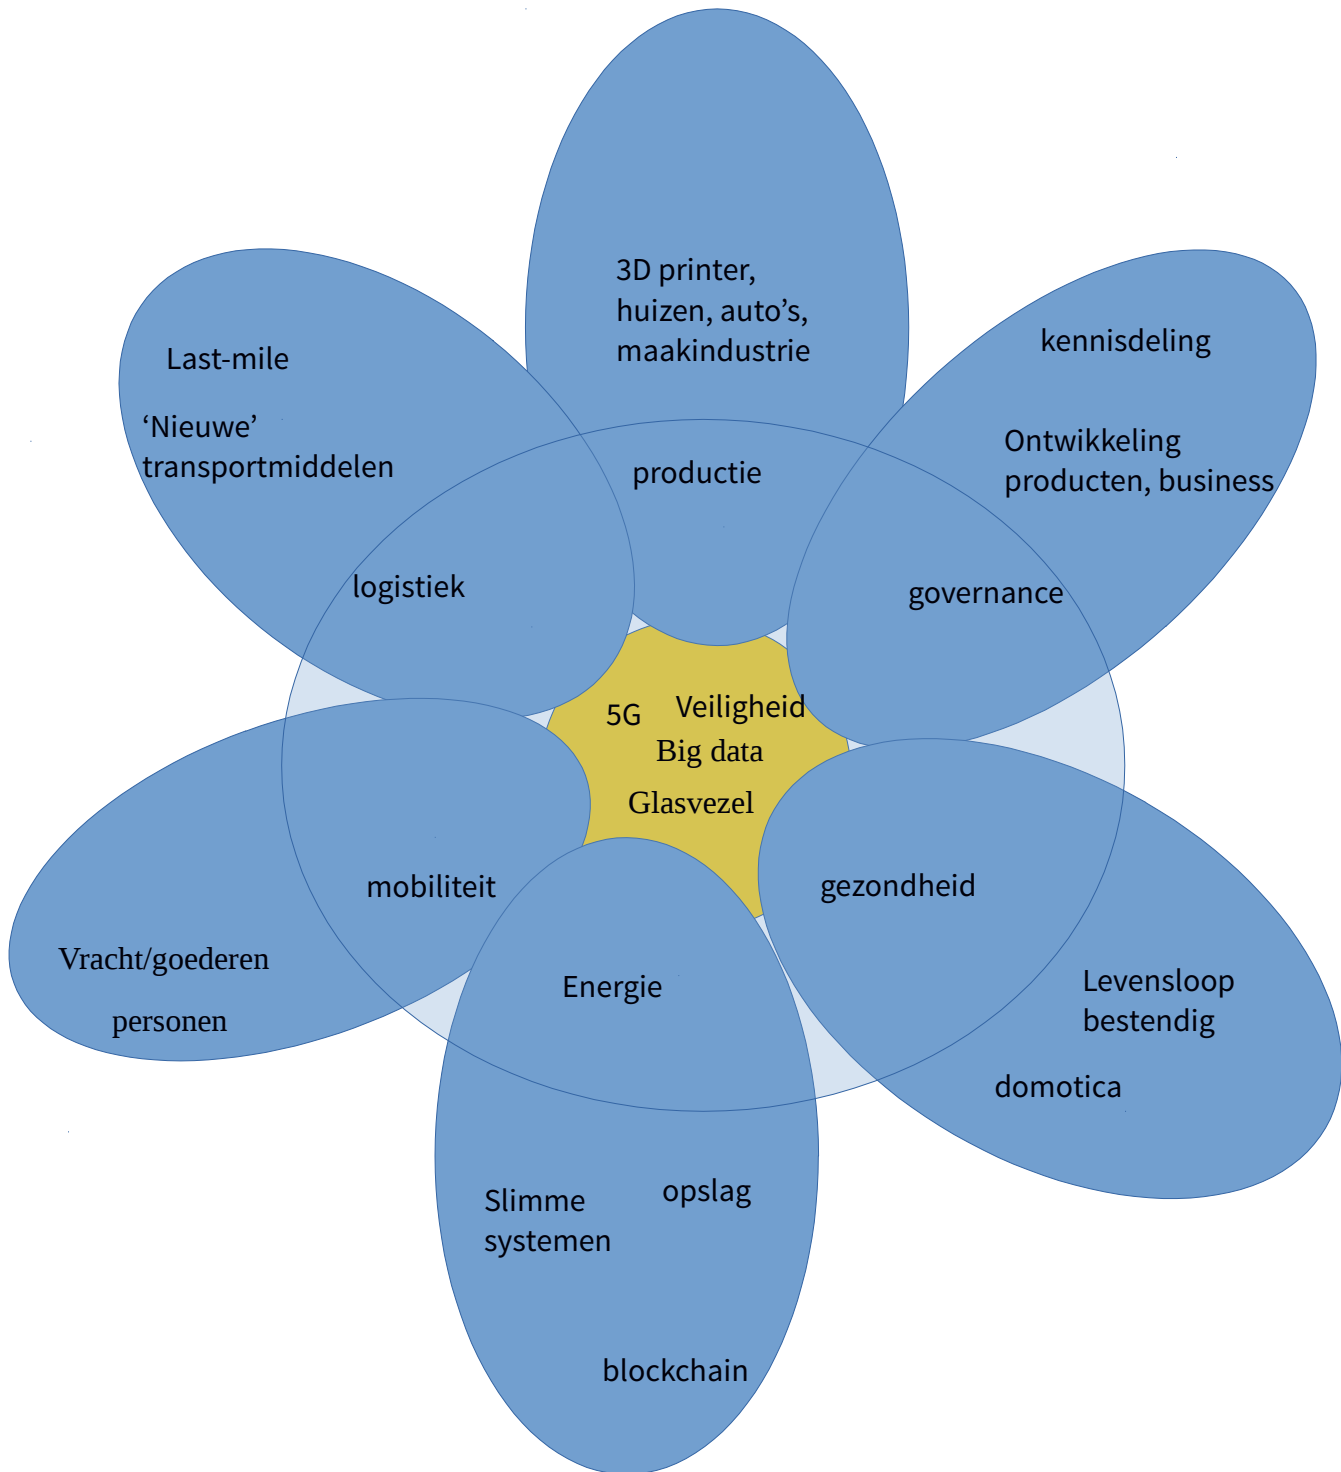 3D printer,
huizen, auto’s,
maakindustrie
kennisdeling
Last-mile
‘Nieuwe’
transportmiddelen
Ontwikkeling
producten, business
productie
logistiek
governance
5G
Veiligheid
Big data
Glasvezel
mobiliteit
gezondheid
Vracht/goederen
personen
Energie
Levensloop
bestendig
domotica
Slimme
systemen
opslag
blockchain